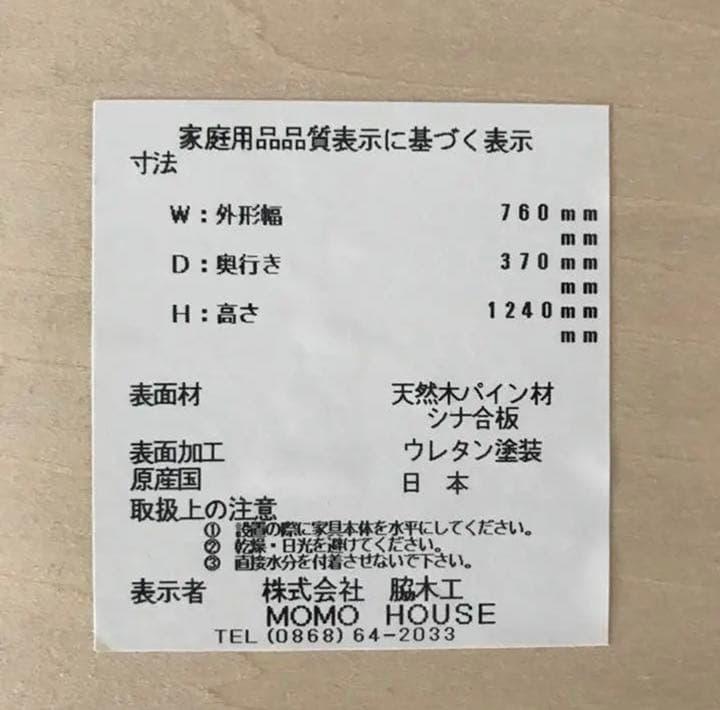 家庭用品品質表示に基づく表示
寸法
W：外形幅 760mm
mm
D：奥行き 370mm
mm
H：高さ 1240mm
mm
表面材 天然木パイン材
シナ合板
表面加工 ウレタン塗装
原産国 日 本
取扱上の注意
① 設置の際に家具本体を水平にしてください。
② 乾燥・日光を避けてください。
③ 直接水分を付着させないで下さい。
表示者 株式会社 脇木工
MOMO HOUSE
TEL(0868)64-2033